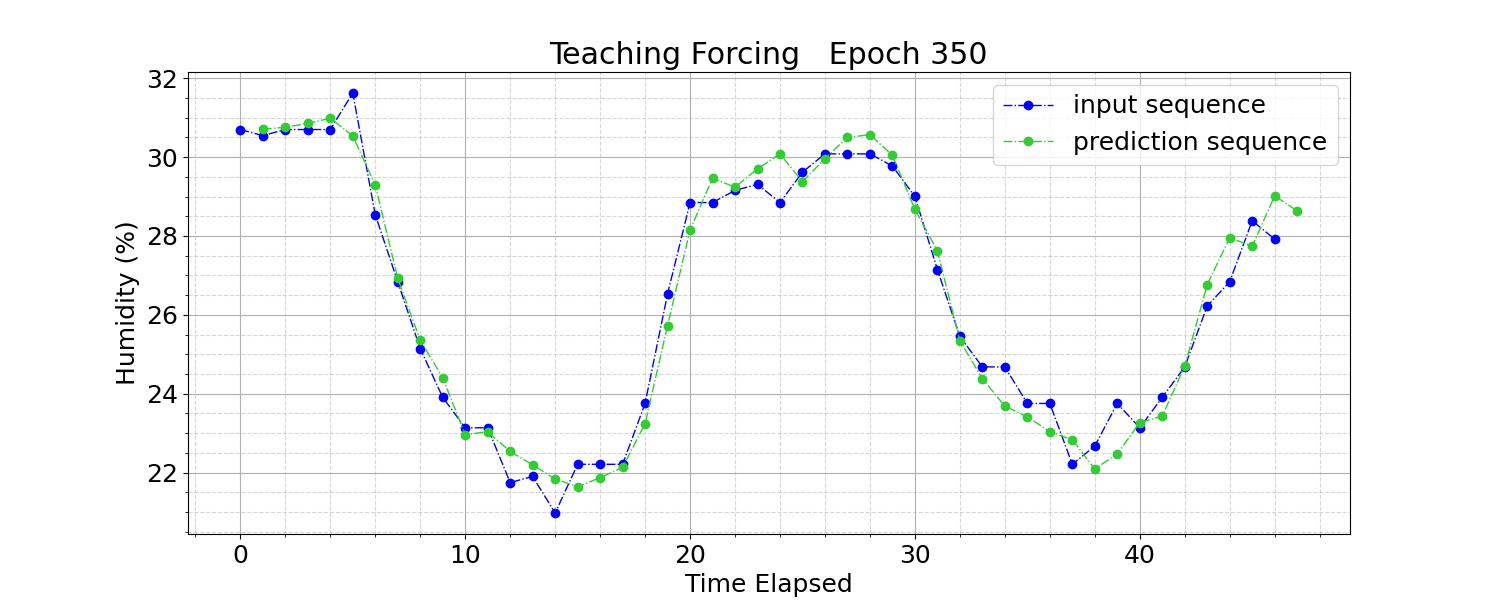 Teaching Forcing   Epoch 350
input sequence
prediction sequence
Humidity (%)
32
30
28
26
24
22
0 10 20 30 40
Time Elapsed